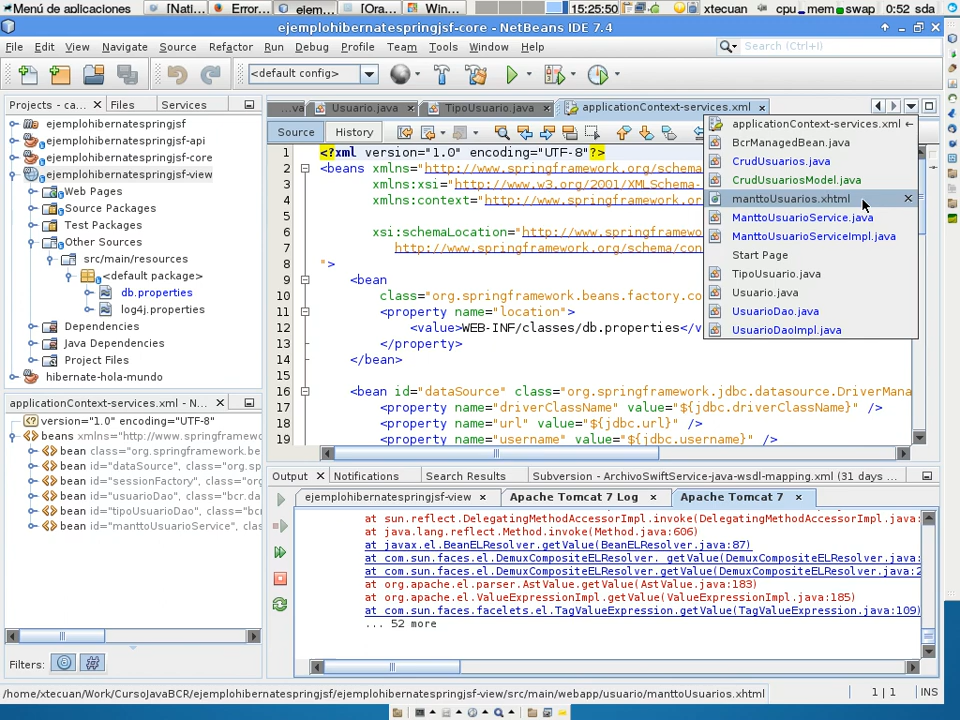 Menú de aplicaciones
[Nati...
Error...
ejem...
[Ora...
Win...
15:25:50
xtecuan
cpu
mem
swap
0:52
sda
ejemplohibernatespringjsf-core - NetBeans IDE 7.4
File Edit View Navigate Source Refactor Run Debug Profile Team Tools Window Help
Search (Ctrl+I)
<default config>
Projects - ca...
Files
Services
...va
Usuario.java
TipoUsuario.java
applicationContext-services.xml
ejemplohibernatespringjsf
ejemplohibernatespringjsf-api
ejemplohibernatespringjsf-core
ejemplohibernatespringjsf-view
Web Pages
Source Packages
Test Packages
Other Sources
src/main/resources
<default package>
db.properties
log4j.properties
Dependencies
Java Dependencies
Project Files
hibernate-hola-mundo
Source
History
1 <?xml version="1.0" encoding="UTF-8"?>
2 <beans xmlns="http://www.springframework.org/schema
3 xmlns:xsi="http://www.w3.org/2001/XMLSchema-
4 xmlns:context="http://www.springframework.or
5
6 xsi:schemaLocation="http://www.springframewo
7 http://www.springframework.org/schema/con
8 ">
9 <bean
10 class="org.springframework.beans.factory.co
11 <property name="location">
12 <value>WEB-INF/classes/db.properties</v
13 </property>
14 </bean>
15
16 <bean id="dataSource" class="org.springframework.jdbc.datasource.DriverMana
17 <property name="driverClassName" value="${jdbc.driverClassName}" />
18 <property name="url" value="${jdbc.url}" />
19 <property name="username" value="${jdbc.username}" />
applicationContext-services.xml ←
BcrManagedBean.java
CrudUsuarios.java
CrudUsuariosModel.java
manttoUsuarios.xhtml
ManttoUsuarioService.java
ManttoUsuarioServiceImpl.java
Start Page
TipoUsuario.java
Usuario.java
UsuarioDao.java
UsuarioDaoImpl.java
applicationContext-services.xml - N...
version="1.0" encoding="UTF-8"
beans xmlns="http://www.springframewo
bean class="org.springframework.be
bean id="dataSource", class="org.sp
bean id="sessionFactory", class="org
bean id="usuarioDao", class="bcr.da
bean id="tipoUsuarioDao", class="bcr
bean id="manttoUsuarioService", clas
Filters:
Output
Notifications
Search Results
Subversion - ArchivoSwiftService-java-wsdl-mapping.xml (31 days ...
ejemplohibernatespringjsf-view
Apache Tomcat 7 Log
Apache Tomcat 7
at sun.reflect.DelegatingMethodAccessorImpl.invoke(DelegatingMethodAccessorImpl.java:
at java.lang.reflect.Method.invoke(Method.java:606)
at javax.el.BeanELResolver.getValue(BeanELResolver.java:87)
at com.sun.faces.el.DemuxCompositeELResolver._getValue(DemuxCompositeELResolver.java:
at com.sun.faces.el.DemuxCompositeELResolver.getValue(DemuxCompositeELResolver.java:2
at org.apache.el.parser.AstValue.getValue(AstValue.java:183)
at org.apache.el.ValueExpressionImpl.getValue(ValueExpressionImpl.java:185)
at com.sun.faces.facelets.el.TagValueExpression.getValue(TagValueExpression.java:109)
... 52 more
/home/xtecuan/Work/CursoJavaBCR/ejemplohibernatespringjsf/ejemplohibernatespringjsf-view/src/main/webapp/usuario/manttoUsuarios.xhtml
1 | 1
INS